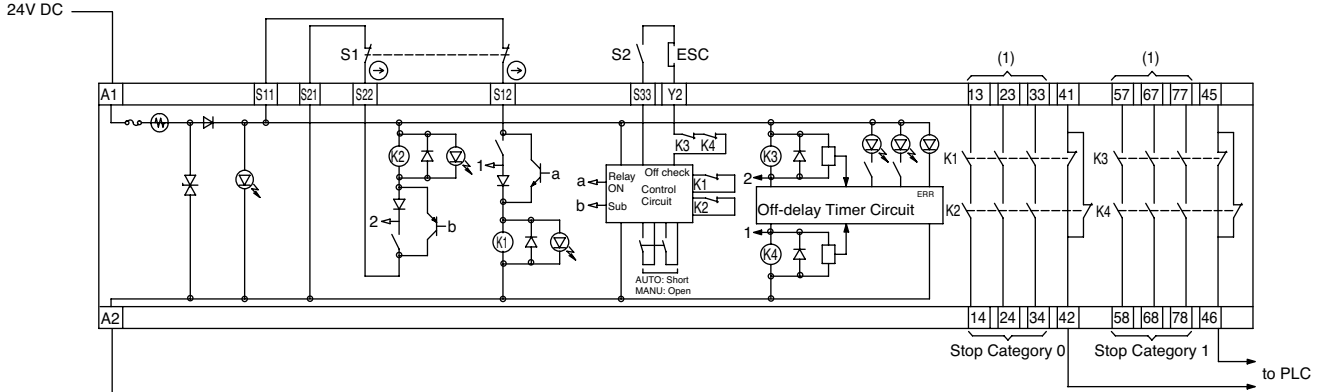 24V DC
S1
S2 ESC
(1) (1)
A1 S11 S21 S22 S12 S33 Y2 13 23 33 41 57 67 77 45
K2
1
a
2
b
K1
K3 K4
a Relay ON Off check
b Sub Control Circuit
K1
K2
AUTO: Short
MANU: Open
K3
2
ERR
Off-delay Timer Circuit
1
K4
K1 K3
K2 K4
A2 14 24 34 42 58 68 78 46
Stop Category 0 Stop Category 1
to PLC